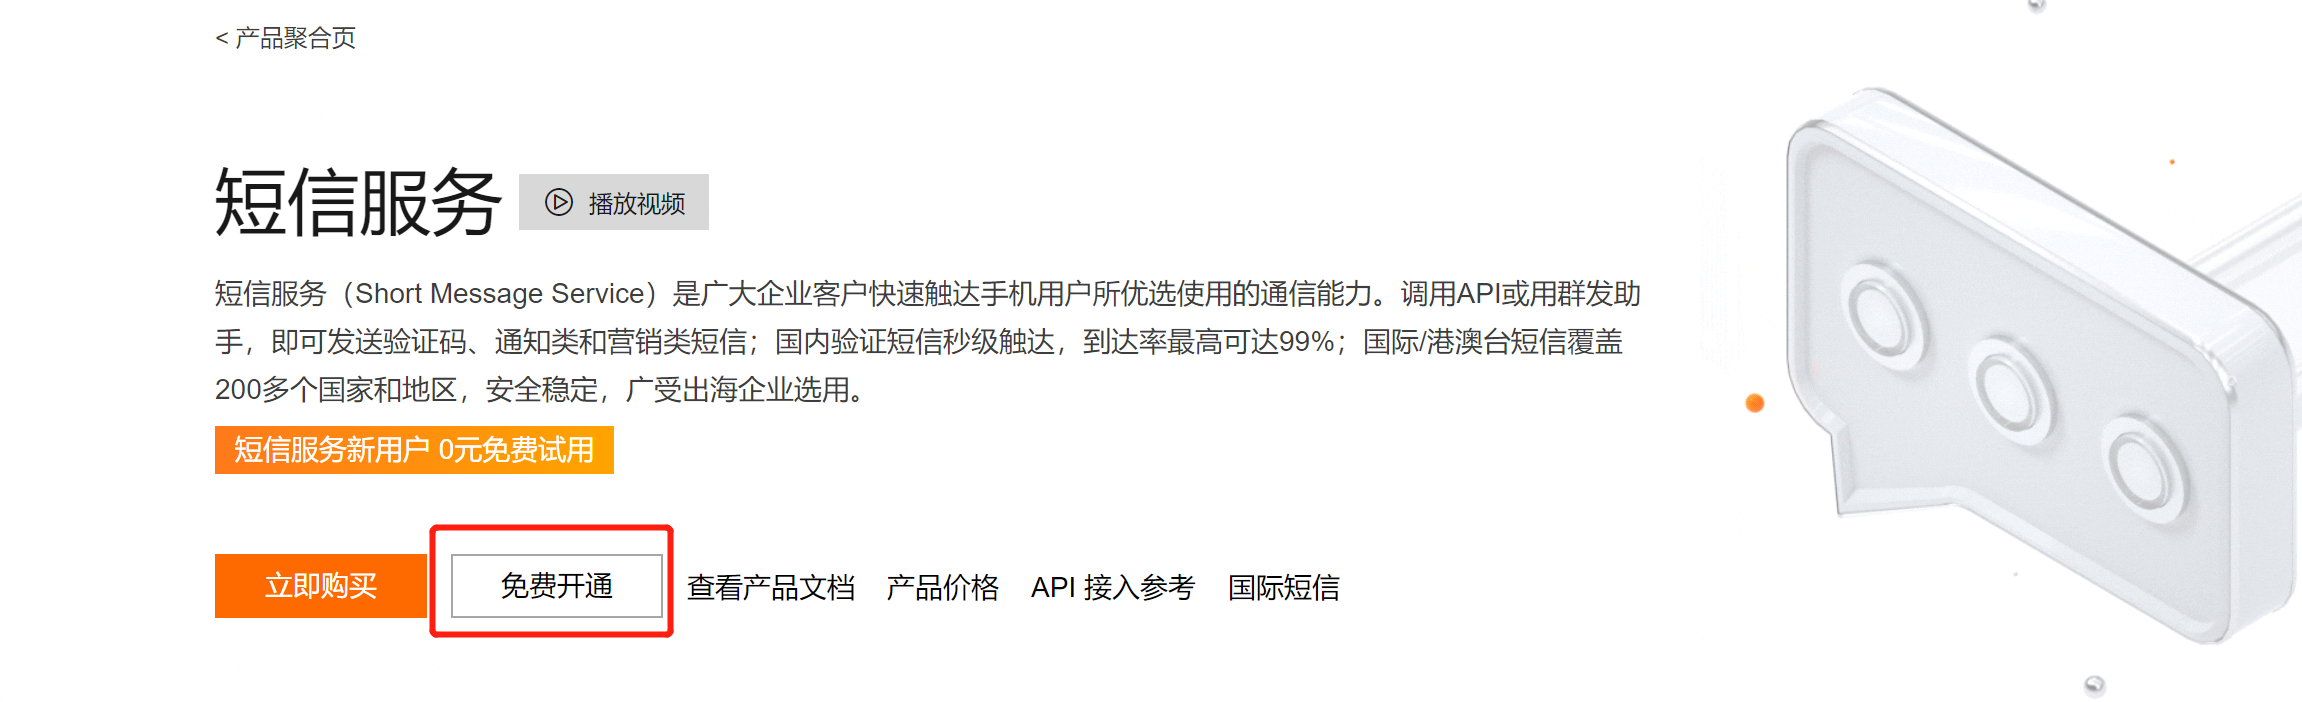 < 产品聚合页
短信服务 播放视频
短信服务（Short Message Service）是广大企业客户快速触达手机用户所优选使用的通信能力。调用API或用群发助
手，即可发送验证码、通知类和营销类短信；国内验证短信秒级触达，到达率最高可达99%；国际/港澳台短信覆盖
200多个国家和地区，安全稳定，广受出海企业选用。
短信服务新用户 0元免费试用
立即购买 免费开通 查看产品文档 产品价格 API 接入参考 国际短信